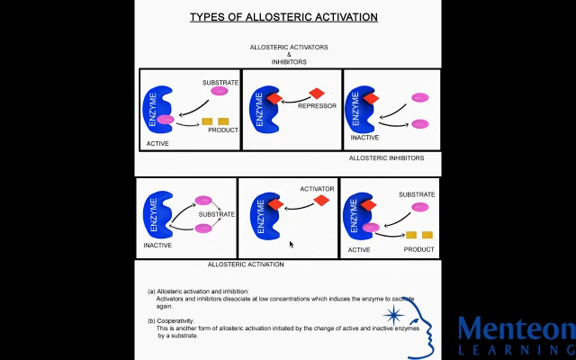 TYPES OF ALLOSTERIC ACTIVATION
ALLOSTERIC ACTIVATORS
&
INHIBITORS
SUBSTRATE
ENZYME
PRODUCT
ACTIVE
ENZYME
REPRESSOR
ENZYME
INACTIVE
ALLOSTERIC INHIBITORS
ENZYME
SUBSTRATE
INACTIVE
ACTIVATOR
ENZYME
SUBSTRATE
ENZYME
ACTIVE
PRODUCT
ALLOSTERIC ACTIVATION
(a) Allosteric activation and inhibition:
Activators and inhibitors dissociate at low concentrations which induces the enzyme to oscilate
again.
(b) Cooperativity:
This is another form of allosteric activation initiated by the change of active and inactive enzymes
by a substrate.
Menteon
LEARNING